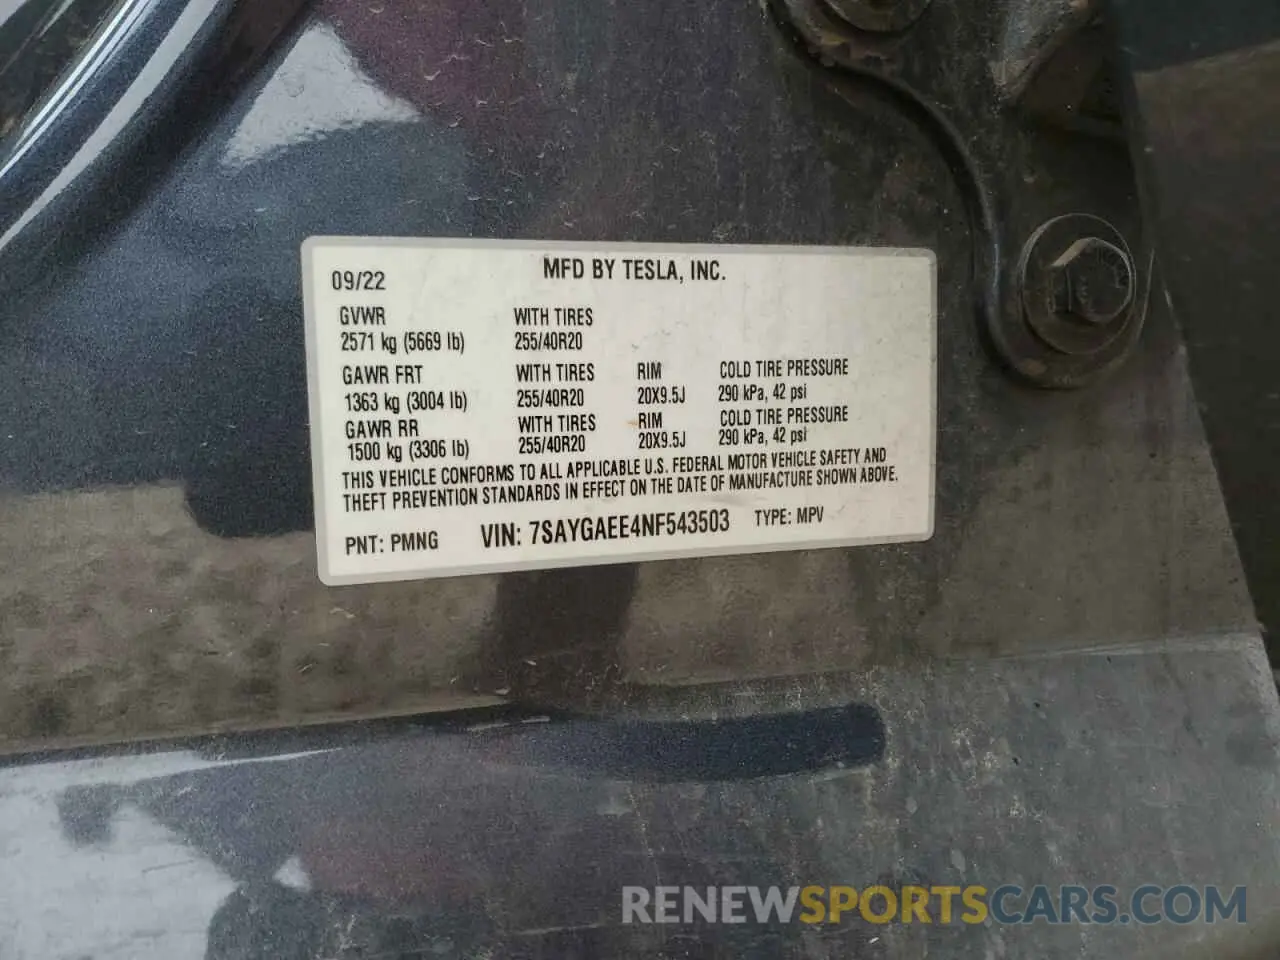 09/22 MFD BY TESLA, INC.
GVWR WITH TIRES
2571 kg (5669 lb) 255/40R20
GAWR FRT WITH TIRES RIM COLD TIRE PRESSURE
1363 kg (3004 lb) 255/40R20 20X9.5J 290 kPa, 42 psi
GAWR RR WITH TIRES RIM COLD TIRE PRESSURE
1500 kg (3306 lb) 255/40R20 20X9.5J 290 kPa, 42 psi
THIS VEHICLE CONFORMS TO ALL APPLICABLE U.S. FEDERAL MOTOR VEHICLE SAFETY AND
THEFT PREVENTION STANDARDS IN EFFECT ON THE DATE OF MANUFACTURE SHOWN ABOVE.
PNT: PMNG VIN: 7SAYGAEE4NF543503 TYPE: MPV
RENEWSPORTSCARS.COM